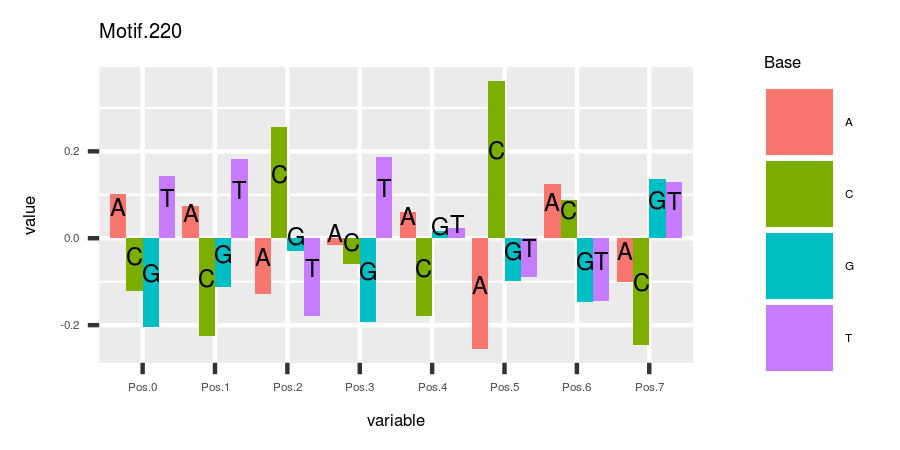 Motif.220
value
0.2
0.0
-0.2
A C G T A C G T A C G T A C G T A C G T A C G T A C G T A C G T
Pos.0 Pos.1 Pos.2 Pos.3 Pos.4 Pos.5 Pos.6 Pos.7
variable
Base
A
C
G
T